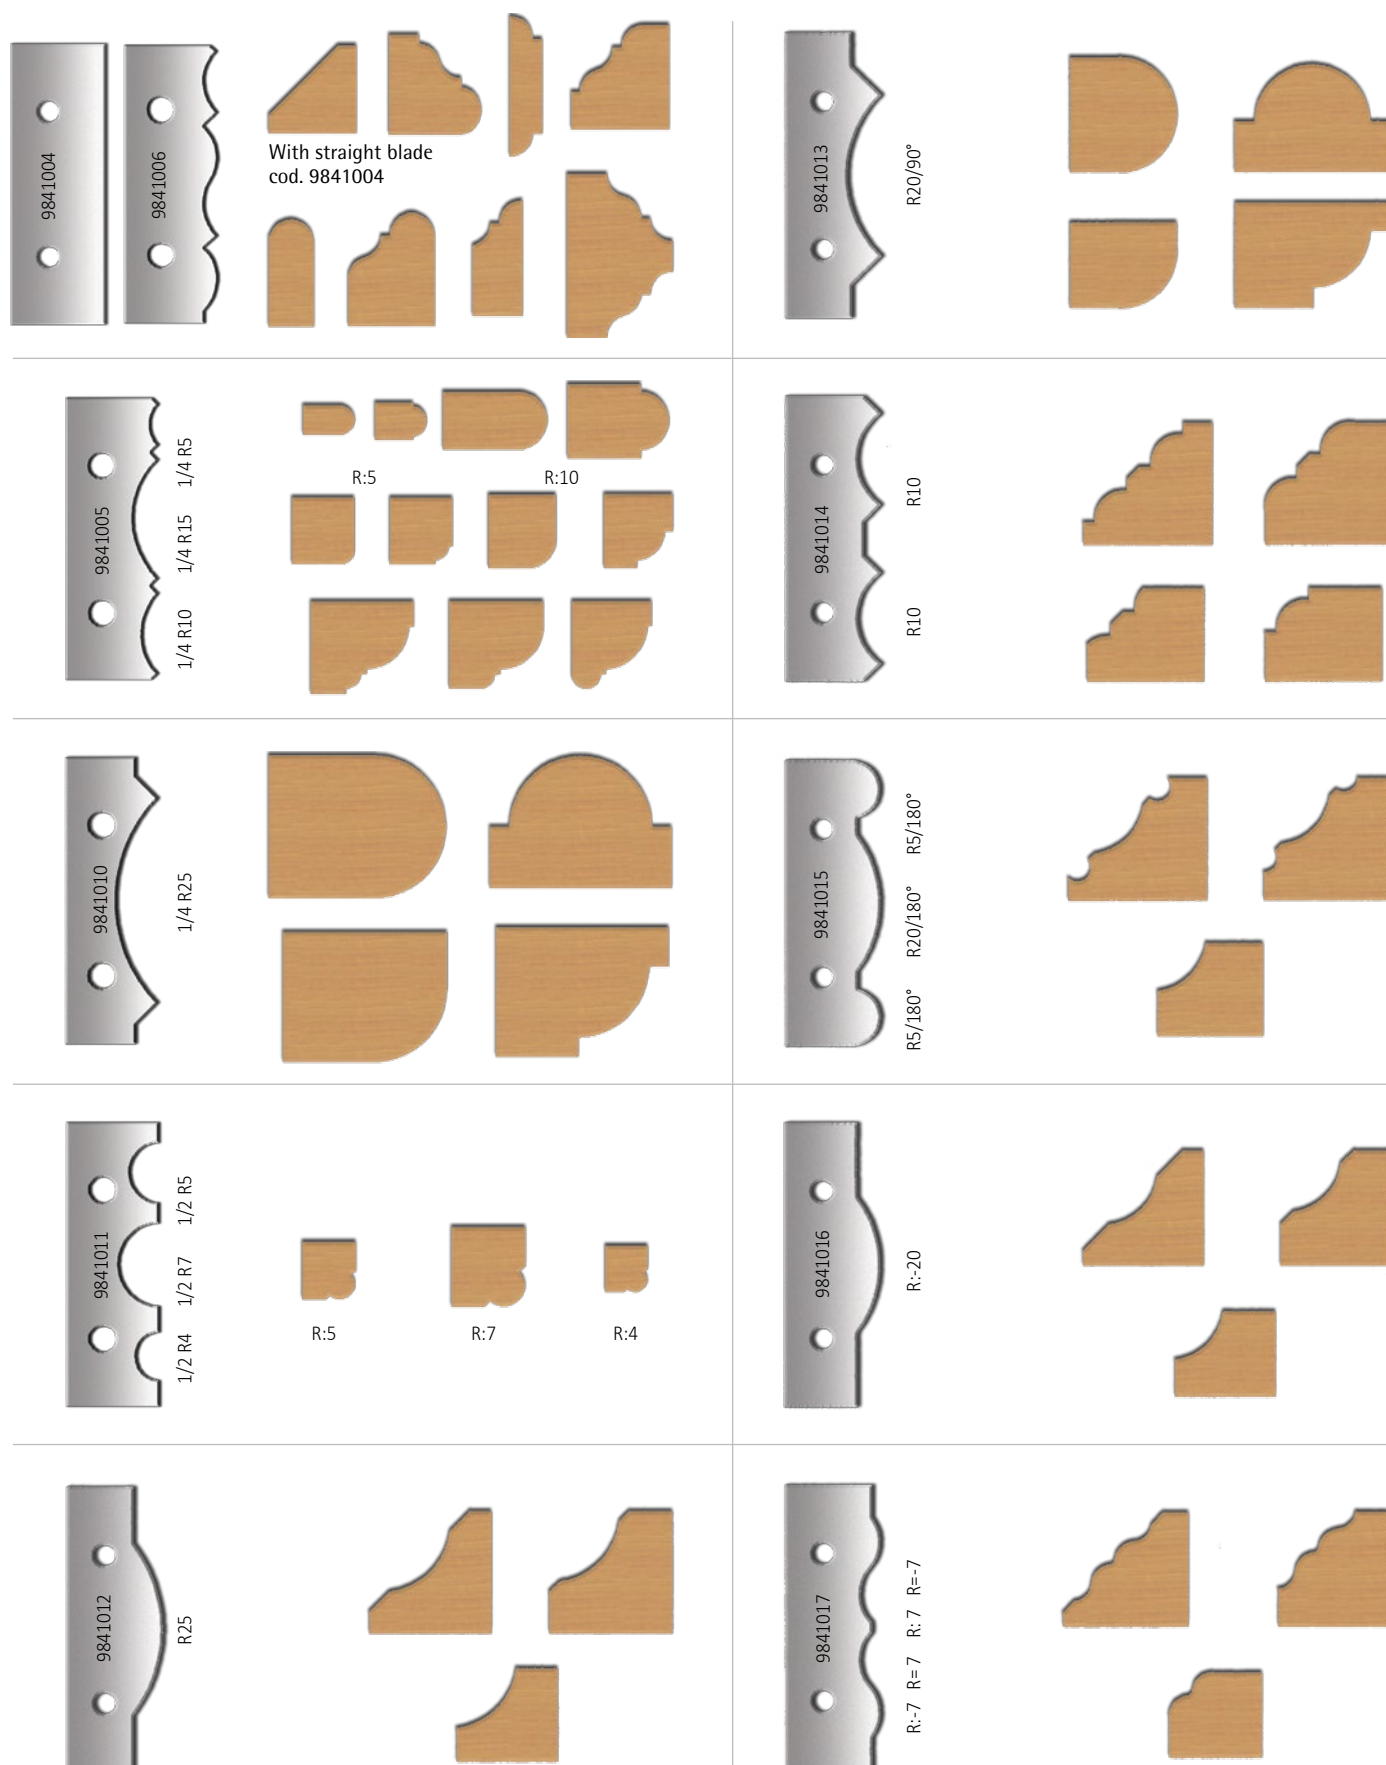 9841004
9841006
With straight blade
cod. 9841004
9841013
R20/90°
9841005
1/4 R5
1/4 R15
1/4 R10
R:5
R:10
9841014
R10
R10
9841010
1/4 R25
9841015
R5/180°
R20/180°
R5/180°
9841011
1/2 R5
1/2 R7
1/2 R4
R:5
R:7
R:4
9841016
R:-20
9841012
R25
9841017
R:-7 R= 7 R: 7 R=-7